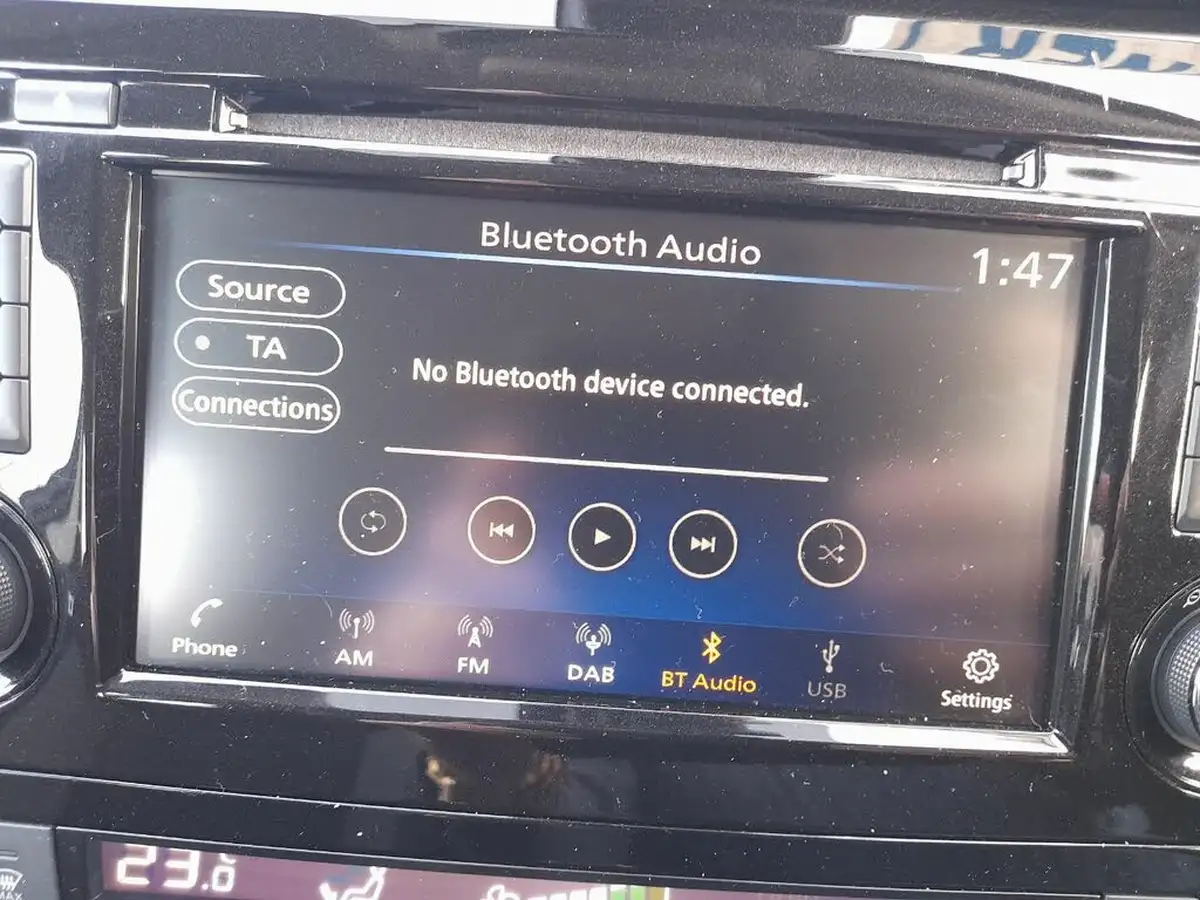 Bluetooth Audio
1:47
Source
TA
Connections
No Bluetooth device connected.
Phone
AM
FM
DAB
BT Audio
USB
Settings
23.
MAX